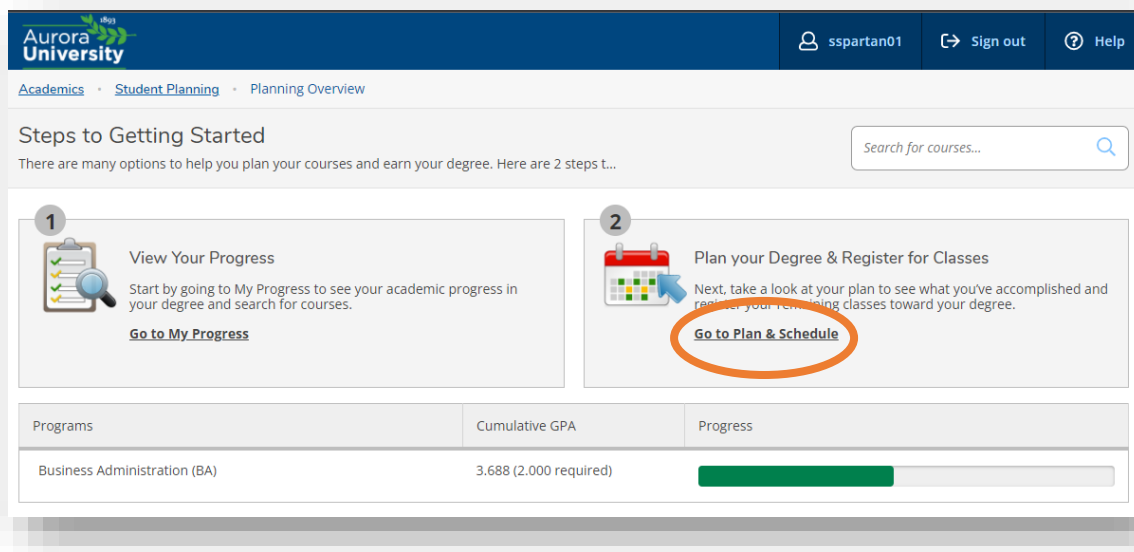 1893
Aurora
University
sspartan01
Sign out
Help
Academics · Student Planning · Planning Overview
Steps to Getting Started
There are many options to help you plan your courses and earn your degree. Here are 2 steps t...
Search for courses...
1
View Your Progress
Start by going to My Progress to see your academic progress in
your degree and search for courses.
Go to My Progress
2
Plan your Degree & Register for Classes
Next, take a look at your plan to see what you've accomplished and
register your remaining classes toward your degree.
Go to Plan & Schedule
Programs Cumulative GPA Progress
Business Administration (BA) 3.688 (2.000 required)